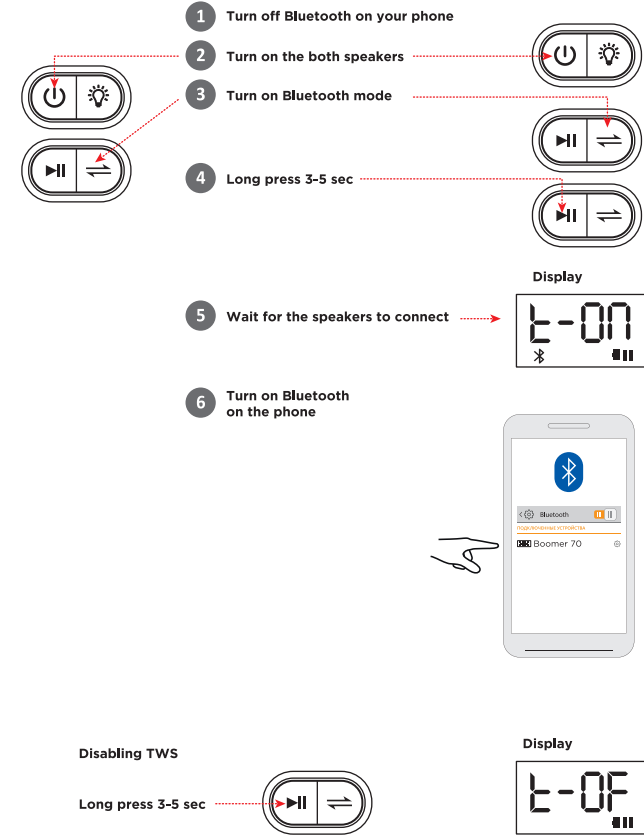 1 Turn off Bluetooth on your phone
2 Turn on the both speakers
3 Turn on Bluetooth mode
4 Long press 3-5 sec
Display
5 Wait for the speakers to connect
t-On
6 Turn on Bluetooth
on the phone
Bluetooth
ПОДКЛЮЧЁННЫЕ УСТРОЙСТВА
Boomer 70
Disabling TWS
Display
Long press 3-5 sec
t-OF